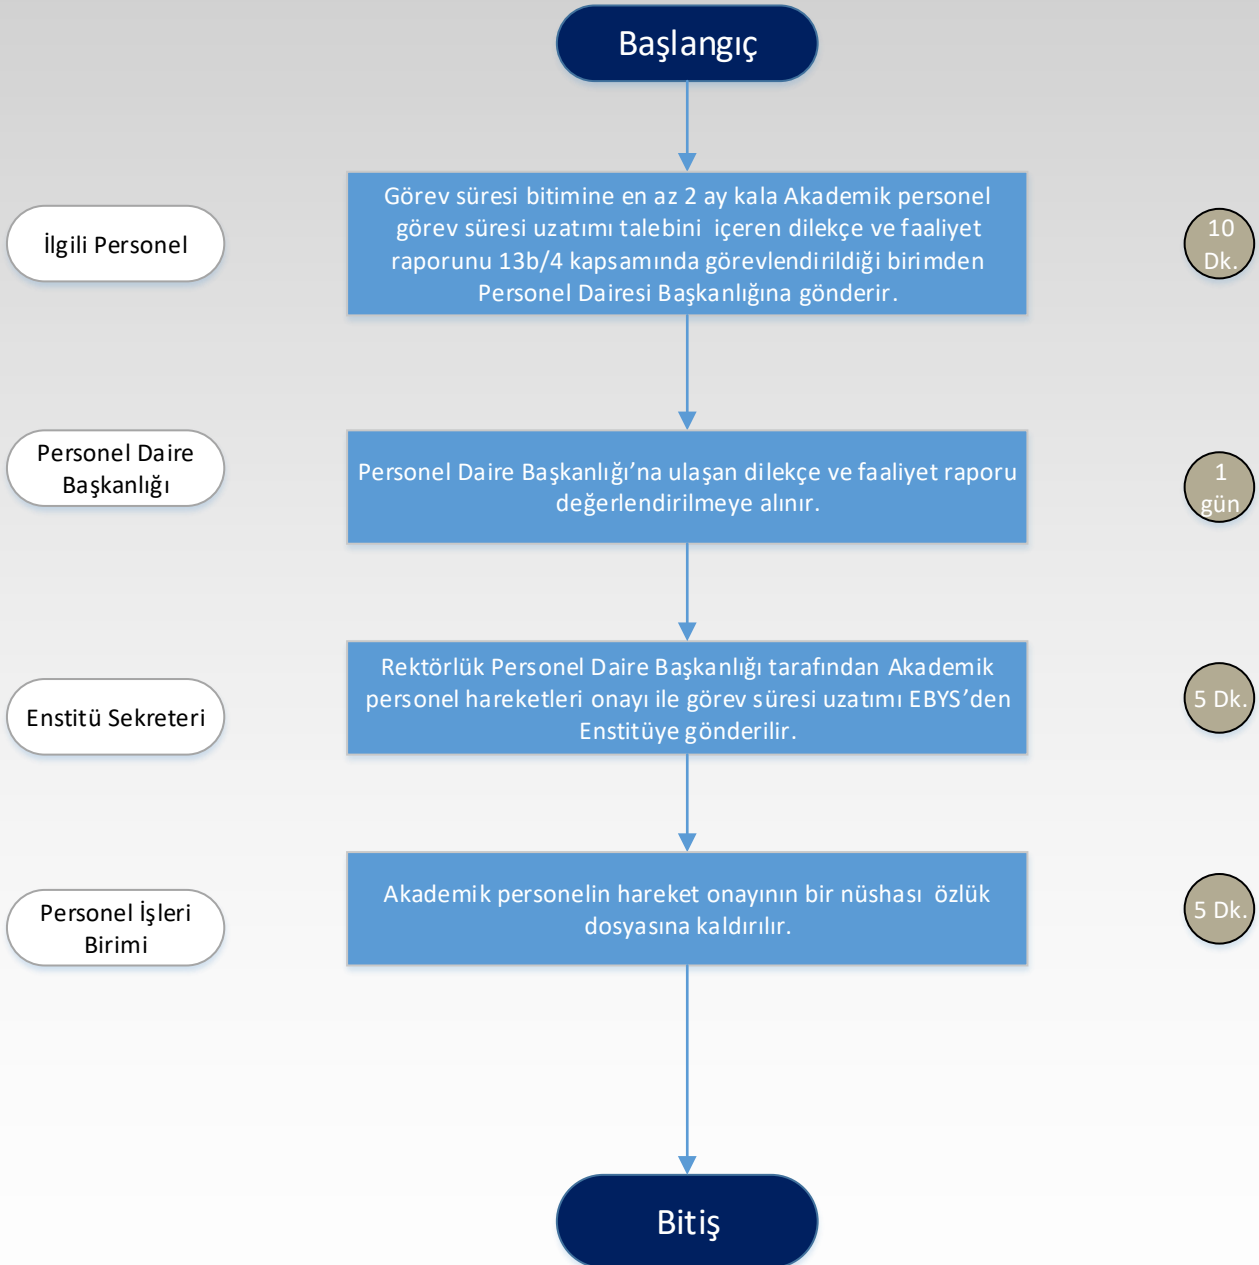 Başlangıç
İlgili Personel
Görev süresi bitimine en az 2 ay kala Akademik personel
görev süresi uzatımı talebini içeren dilekçe ve faaliyet
raporunu 13b/4 kapsamında görevlendirildiği birimden
Personel Dairesi Başkanlığına gönderir.
10
Dk.
Personel Daire
Başkanlığı
Personel Daire Başkanlığı’na ulaşan dilekçe ve faaliyet raporu
değerlendirilmeye alınır.
1
gün
Enstitü Sekreteri
Rektörlük Personel Daire Başkanlığı tarafından Akademik
personel hareketleri onayı ile görev süresi uzatımı EBYS’den
Enstitüye gönderilir.
5 Dk.
Personel İşleri
Birimi
Akademik personelin hareket onayının bir nüshası özlük
dosyasına kaldırılır.
5 Dk.
Bitiş